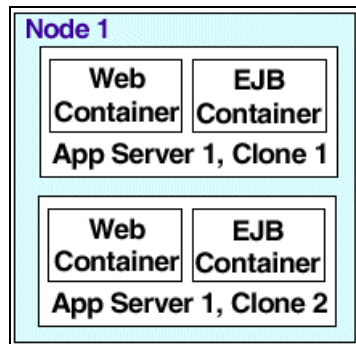 Node 1
Web Container
EJB Container
App Server 1, Clone 1
Web Container
EJB Container
App Server 1, Clone 2